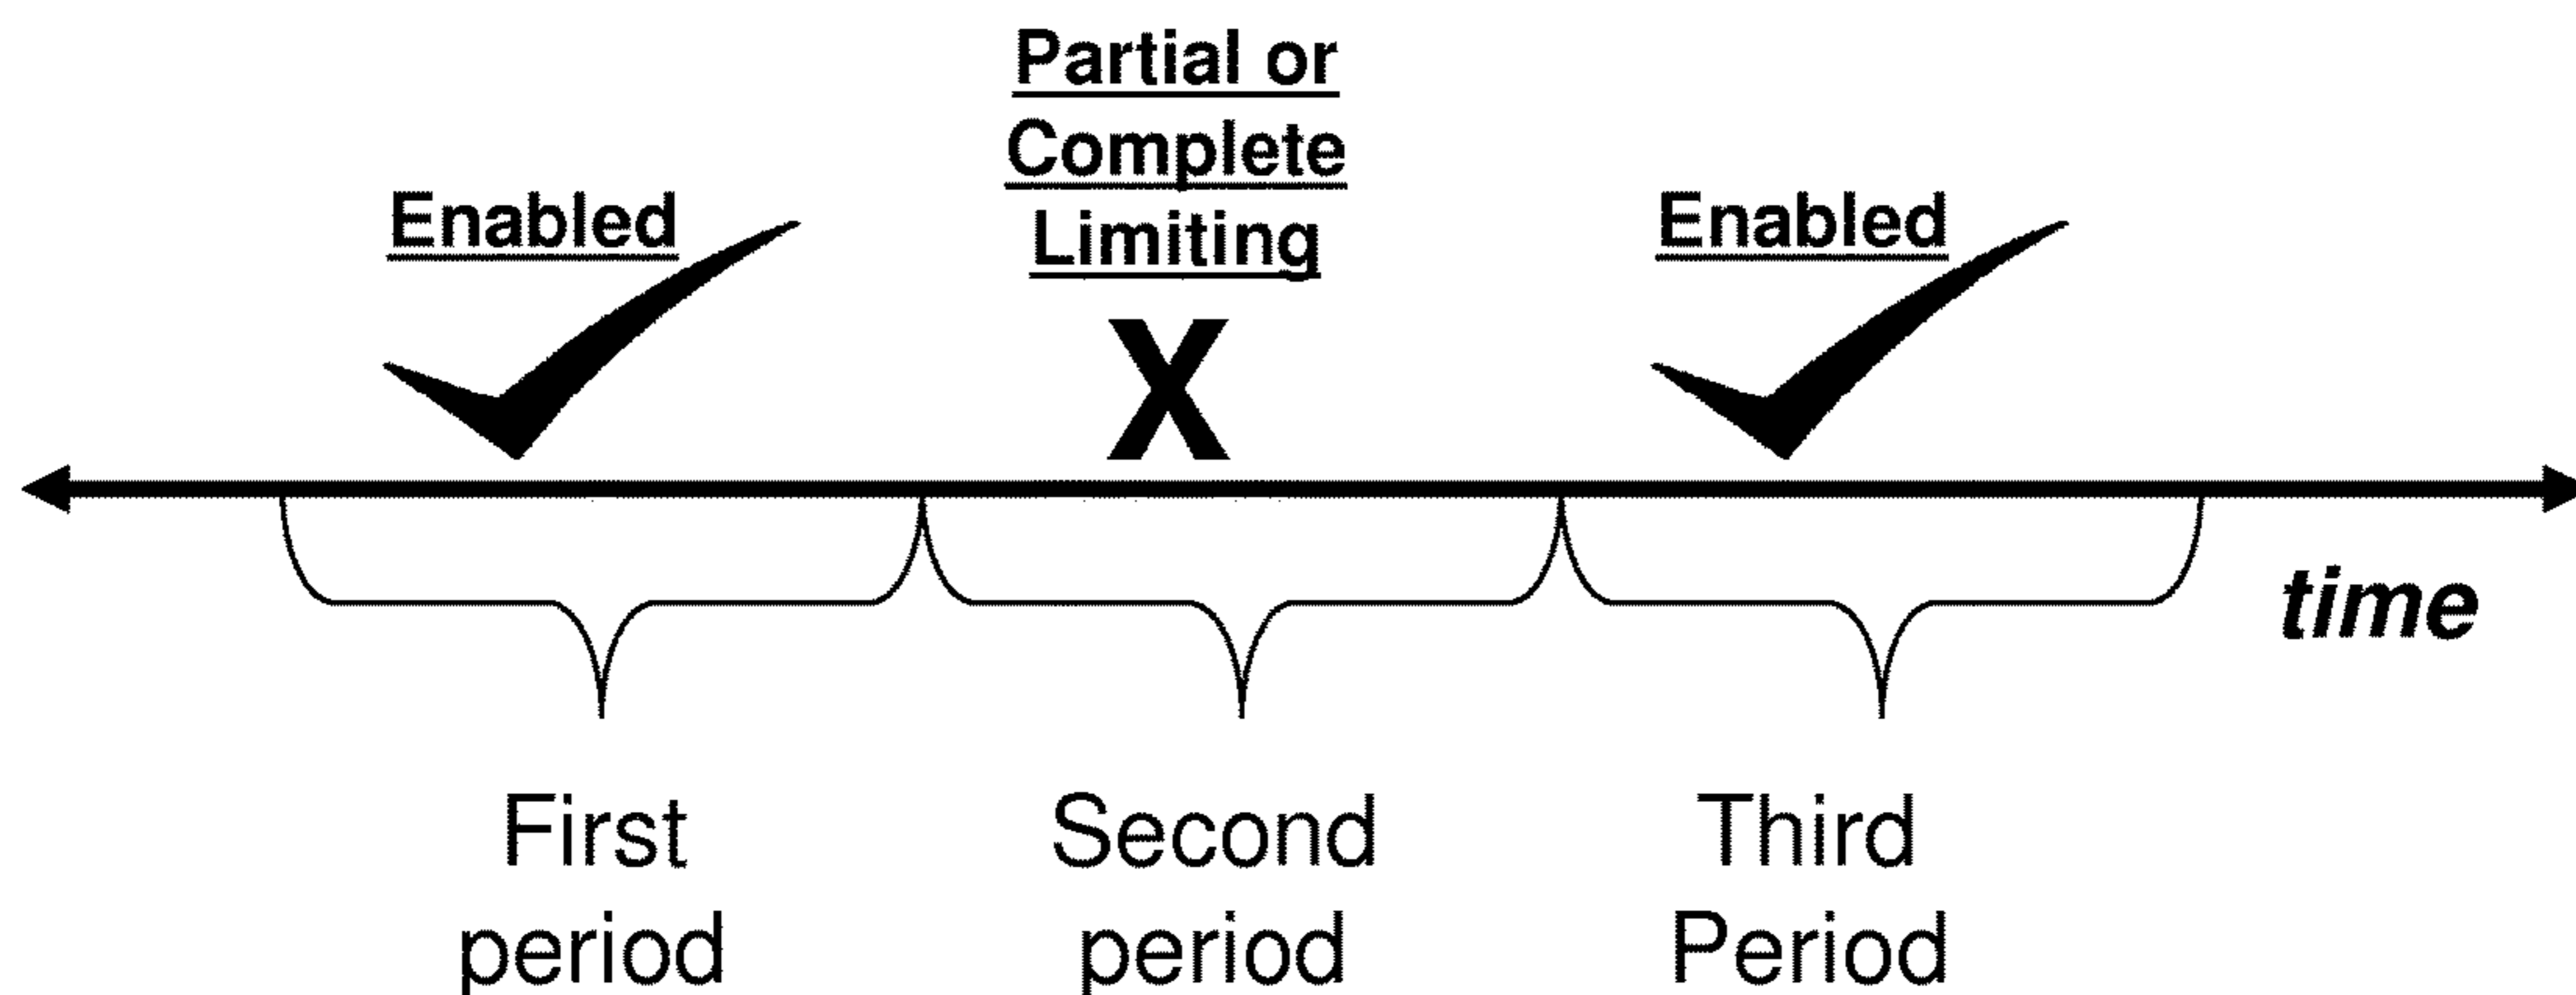 Partial or
Complete
Limiting
Enabled
Enabled
X
time
First
period
Second
period
Third
Period